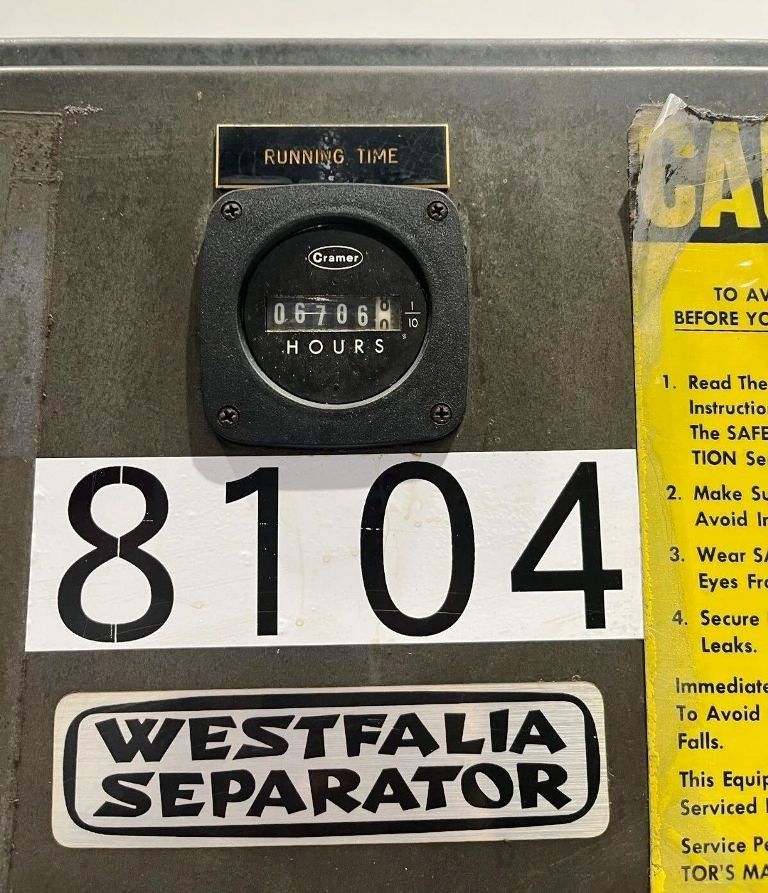 RUNNING TIME
Cramer
06706
1/10
HOURS
8104
WESTFALIA
SEPARATOR
CAU
TO AV
BEFORE YO
1. Read The
Instructio
The SAFE
TION Se
2. Make Su
Avoid In
3. Wear SA
Eyes Fro
4. Secure
Leaks.
Immediate
To Avoid
Falls.
This Equip
Serviced
Service Pe
TOR'S MA